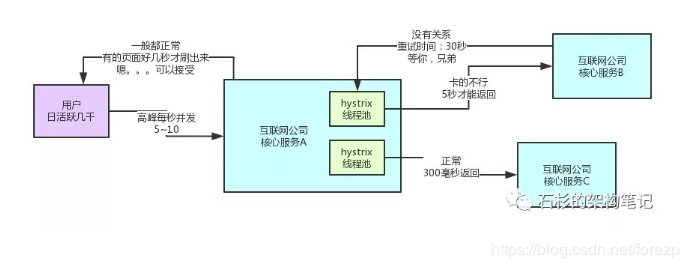 一般都正常
有的页面好几秒才刷出来
嗯。。。可以接受
没有关系
重试时间：30秒
等你，兄弟
互联网公司
核心服务B
卡的不行
5秒才能返回
用户
日活跃几千
高峰每秒并发
5~10
互联网公司
核心服务A
hystrix
线程池
hystrix
线程池
正常
300毫秒返回
互联网公司
核心服务C
石杉的架构笔记
https://blog.csdn.net/forezp